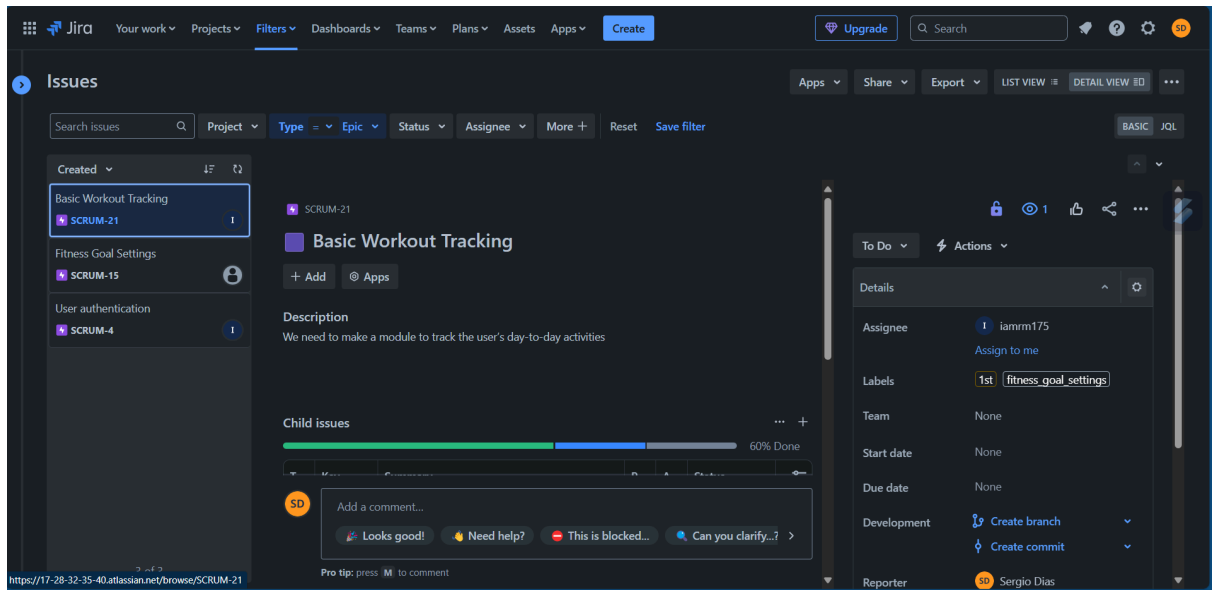 Jira Your work Projects Filters Dashboards Teams Plans Assets Apps Create Upgrade Search SD
Issues
Apps Share Export LIST VIEW DETAIL VIEW
Search issues Project Type = Epic Status Assignee More + Reset Save filter BASIC JQL
Created
Basic Workout Tracking
SCRUM-21 I
Fitness Goal Settings
SCRUM-15
User authentication
SCRUM-4 I
SCRUM-21
Basic Workout Tracking
+ Add Apps
Description
We need to make a module to track the user's day-to-day activities
Child issues
60% Done
SD
Add a comment...
Looks good! Need help? This is blocked... Can you clarify...?
Pro tip: press M to comment
1
To Do Actions
Details
Assignee I iamrm175
Assign to me
Labels 1st fitness_goal_settings
Team None
Start date None
Due date None
Development Create branch
Create commit
Reporter SD Sergio Dias
https://17-28-32-35-40.atlassian.net/browse/SCRUM-21